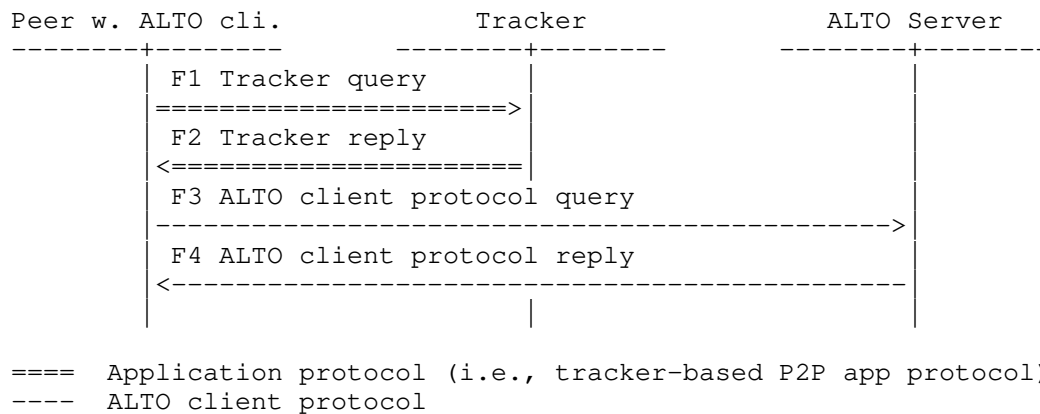 Peer w. ALTO cli.            Tracker               ALTO Server
--------+--------       --------+--------       --------+--------
        | F1 Tracker query      |                       |
        |======================>|                       |
        | F2 Tracker reply      |                       |
        |<======================|                       |
        | F3 ALTO client protocol query                 |
        |---------------------------------------------->|
        | F4 ALTO client protocol reply                 |
        |<----------------------------------------------|
        |                       |                       |
====  Application protocol (i.e., tracker-based P2P app protocol)
----  ALTO client protocol